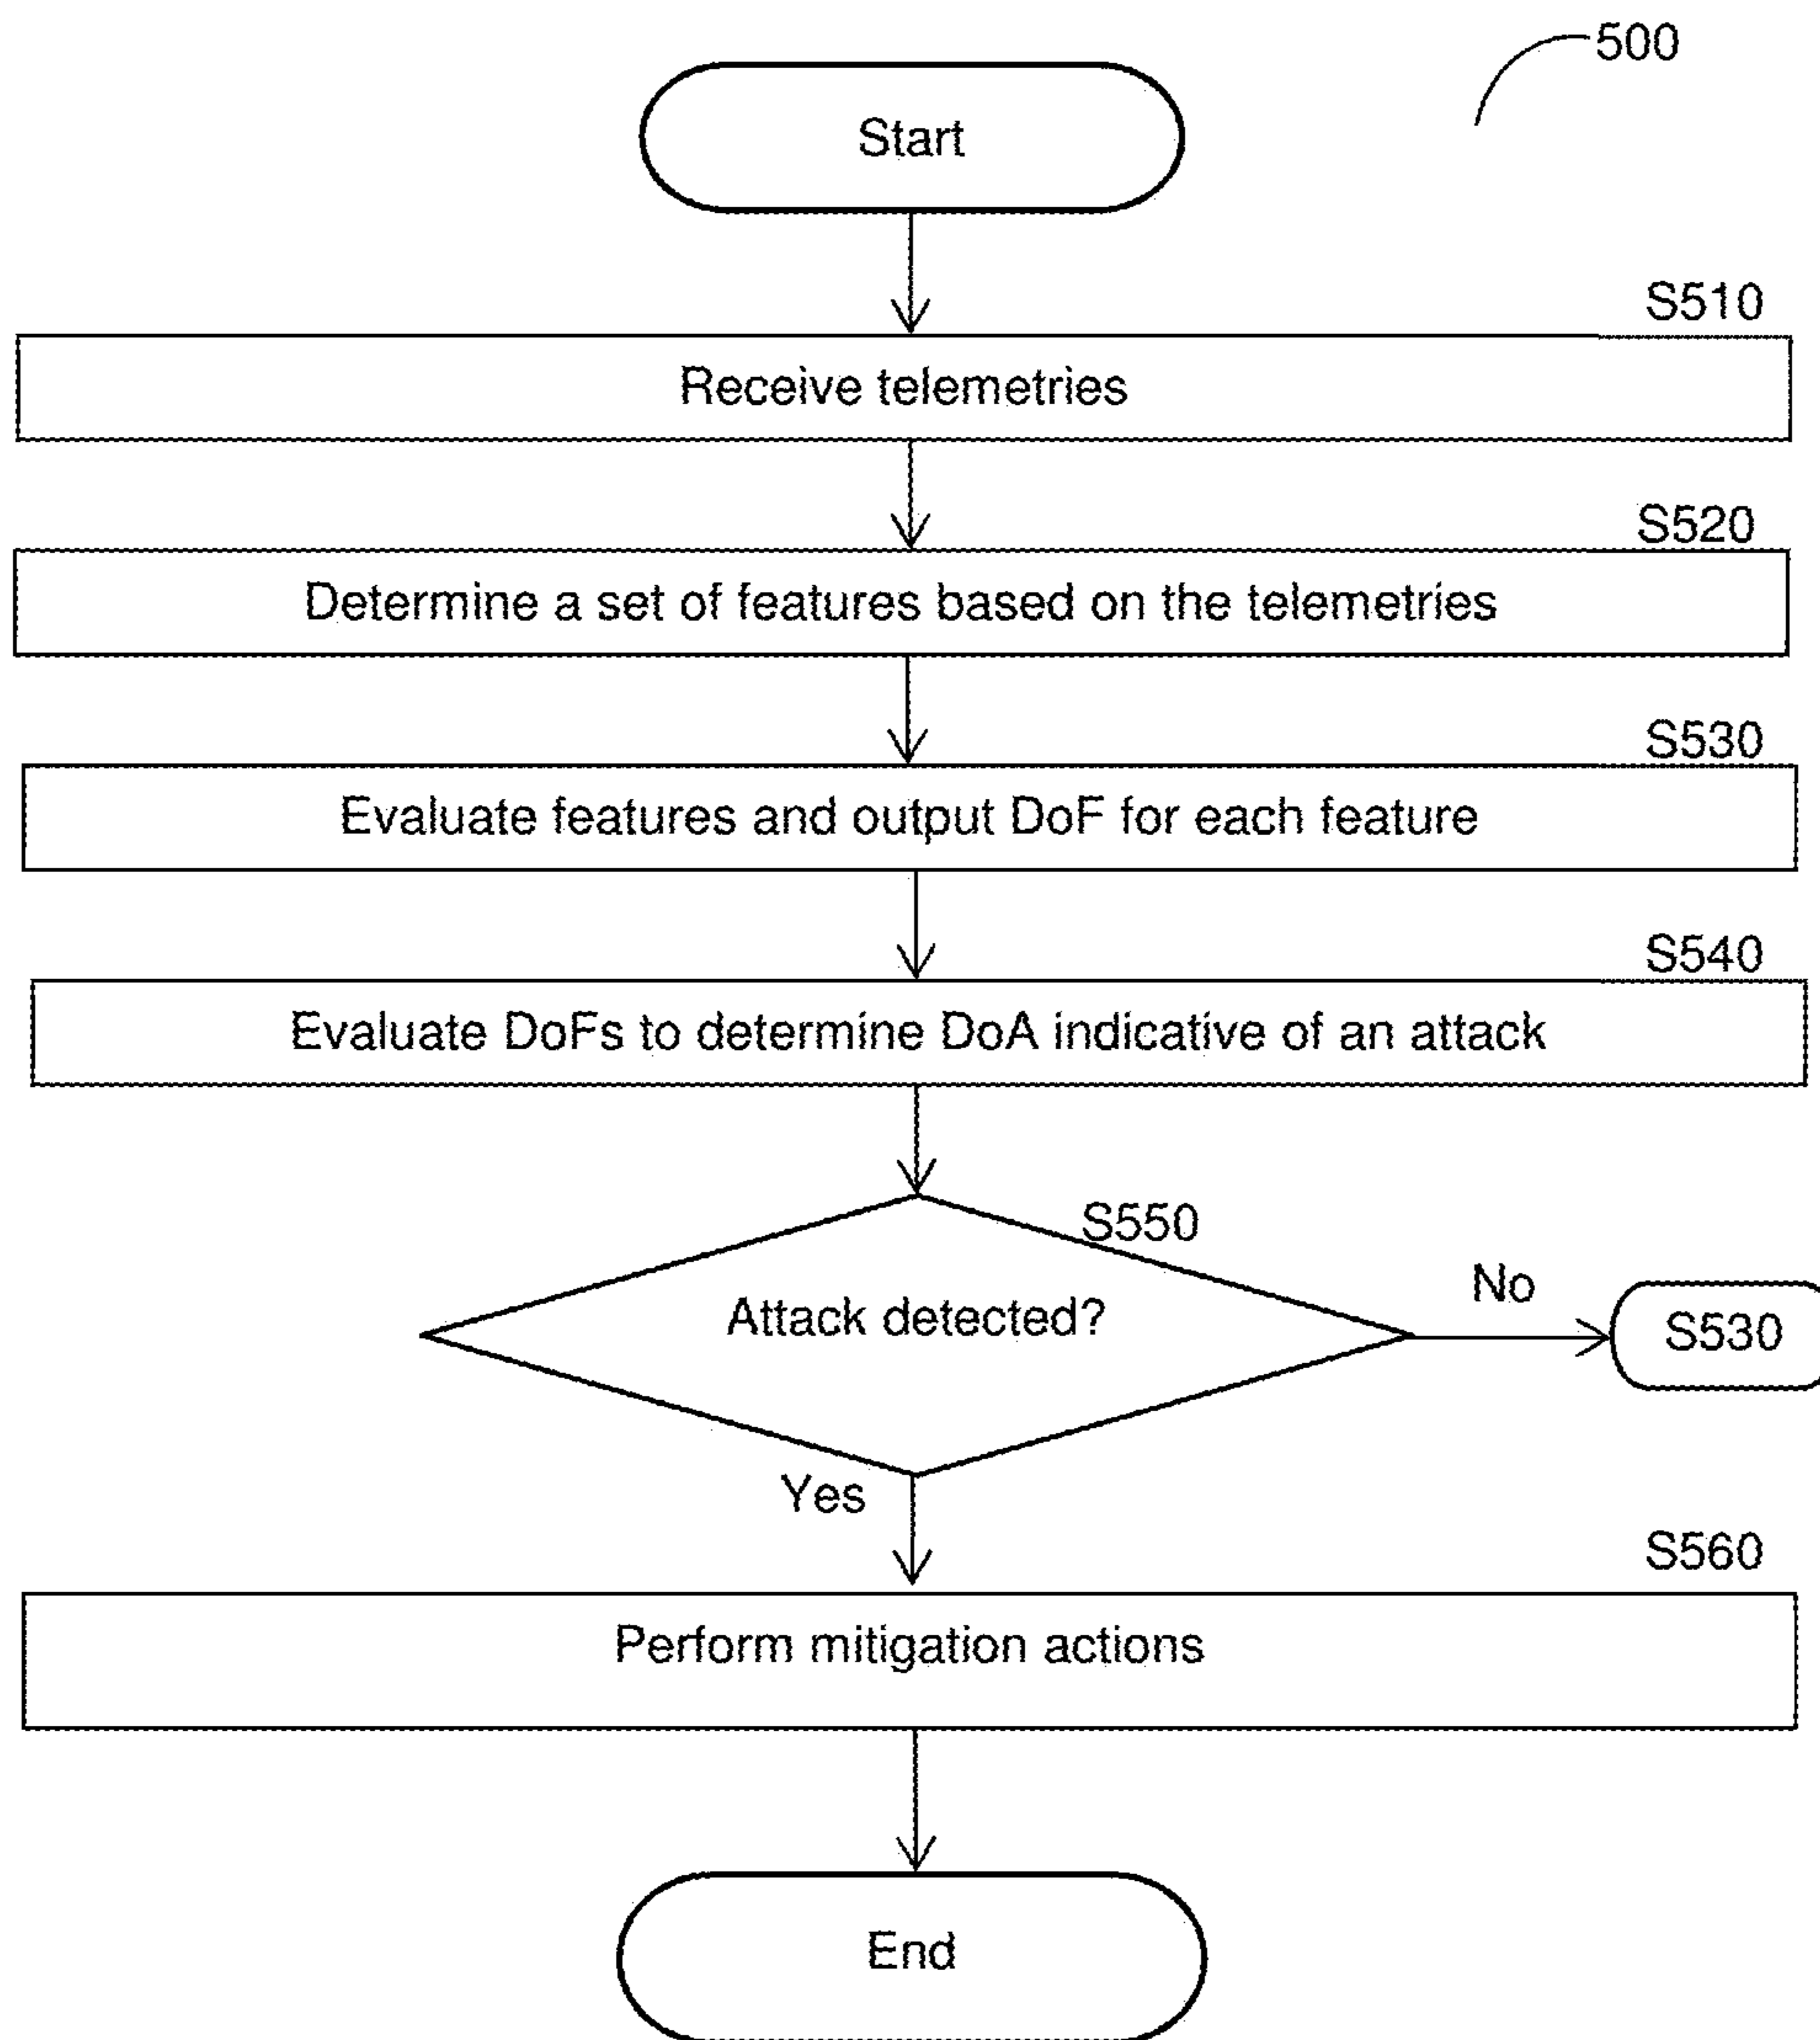 500
Start
S510
Receive telemetries
S520
Determine a set of features based on the telemetries
S530
Evaluate features and output DoF for each feature
S540
Evaluate DoFs to determine DoA indicative of an attack
S550
Attack detected?
No
S530
Yes
S560
Perform mitigation actions
End